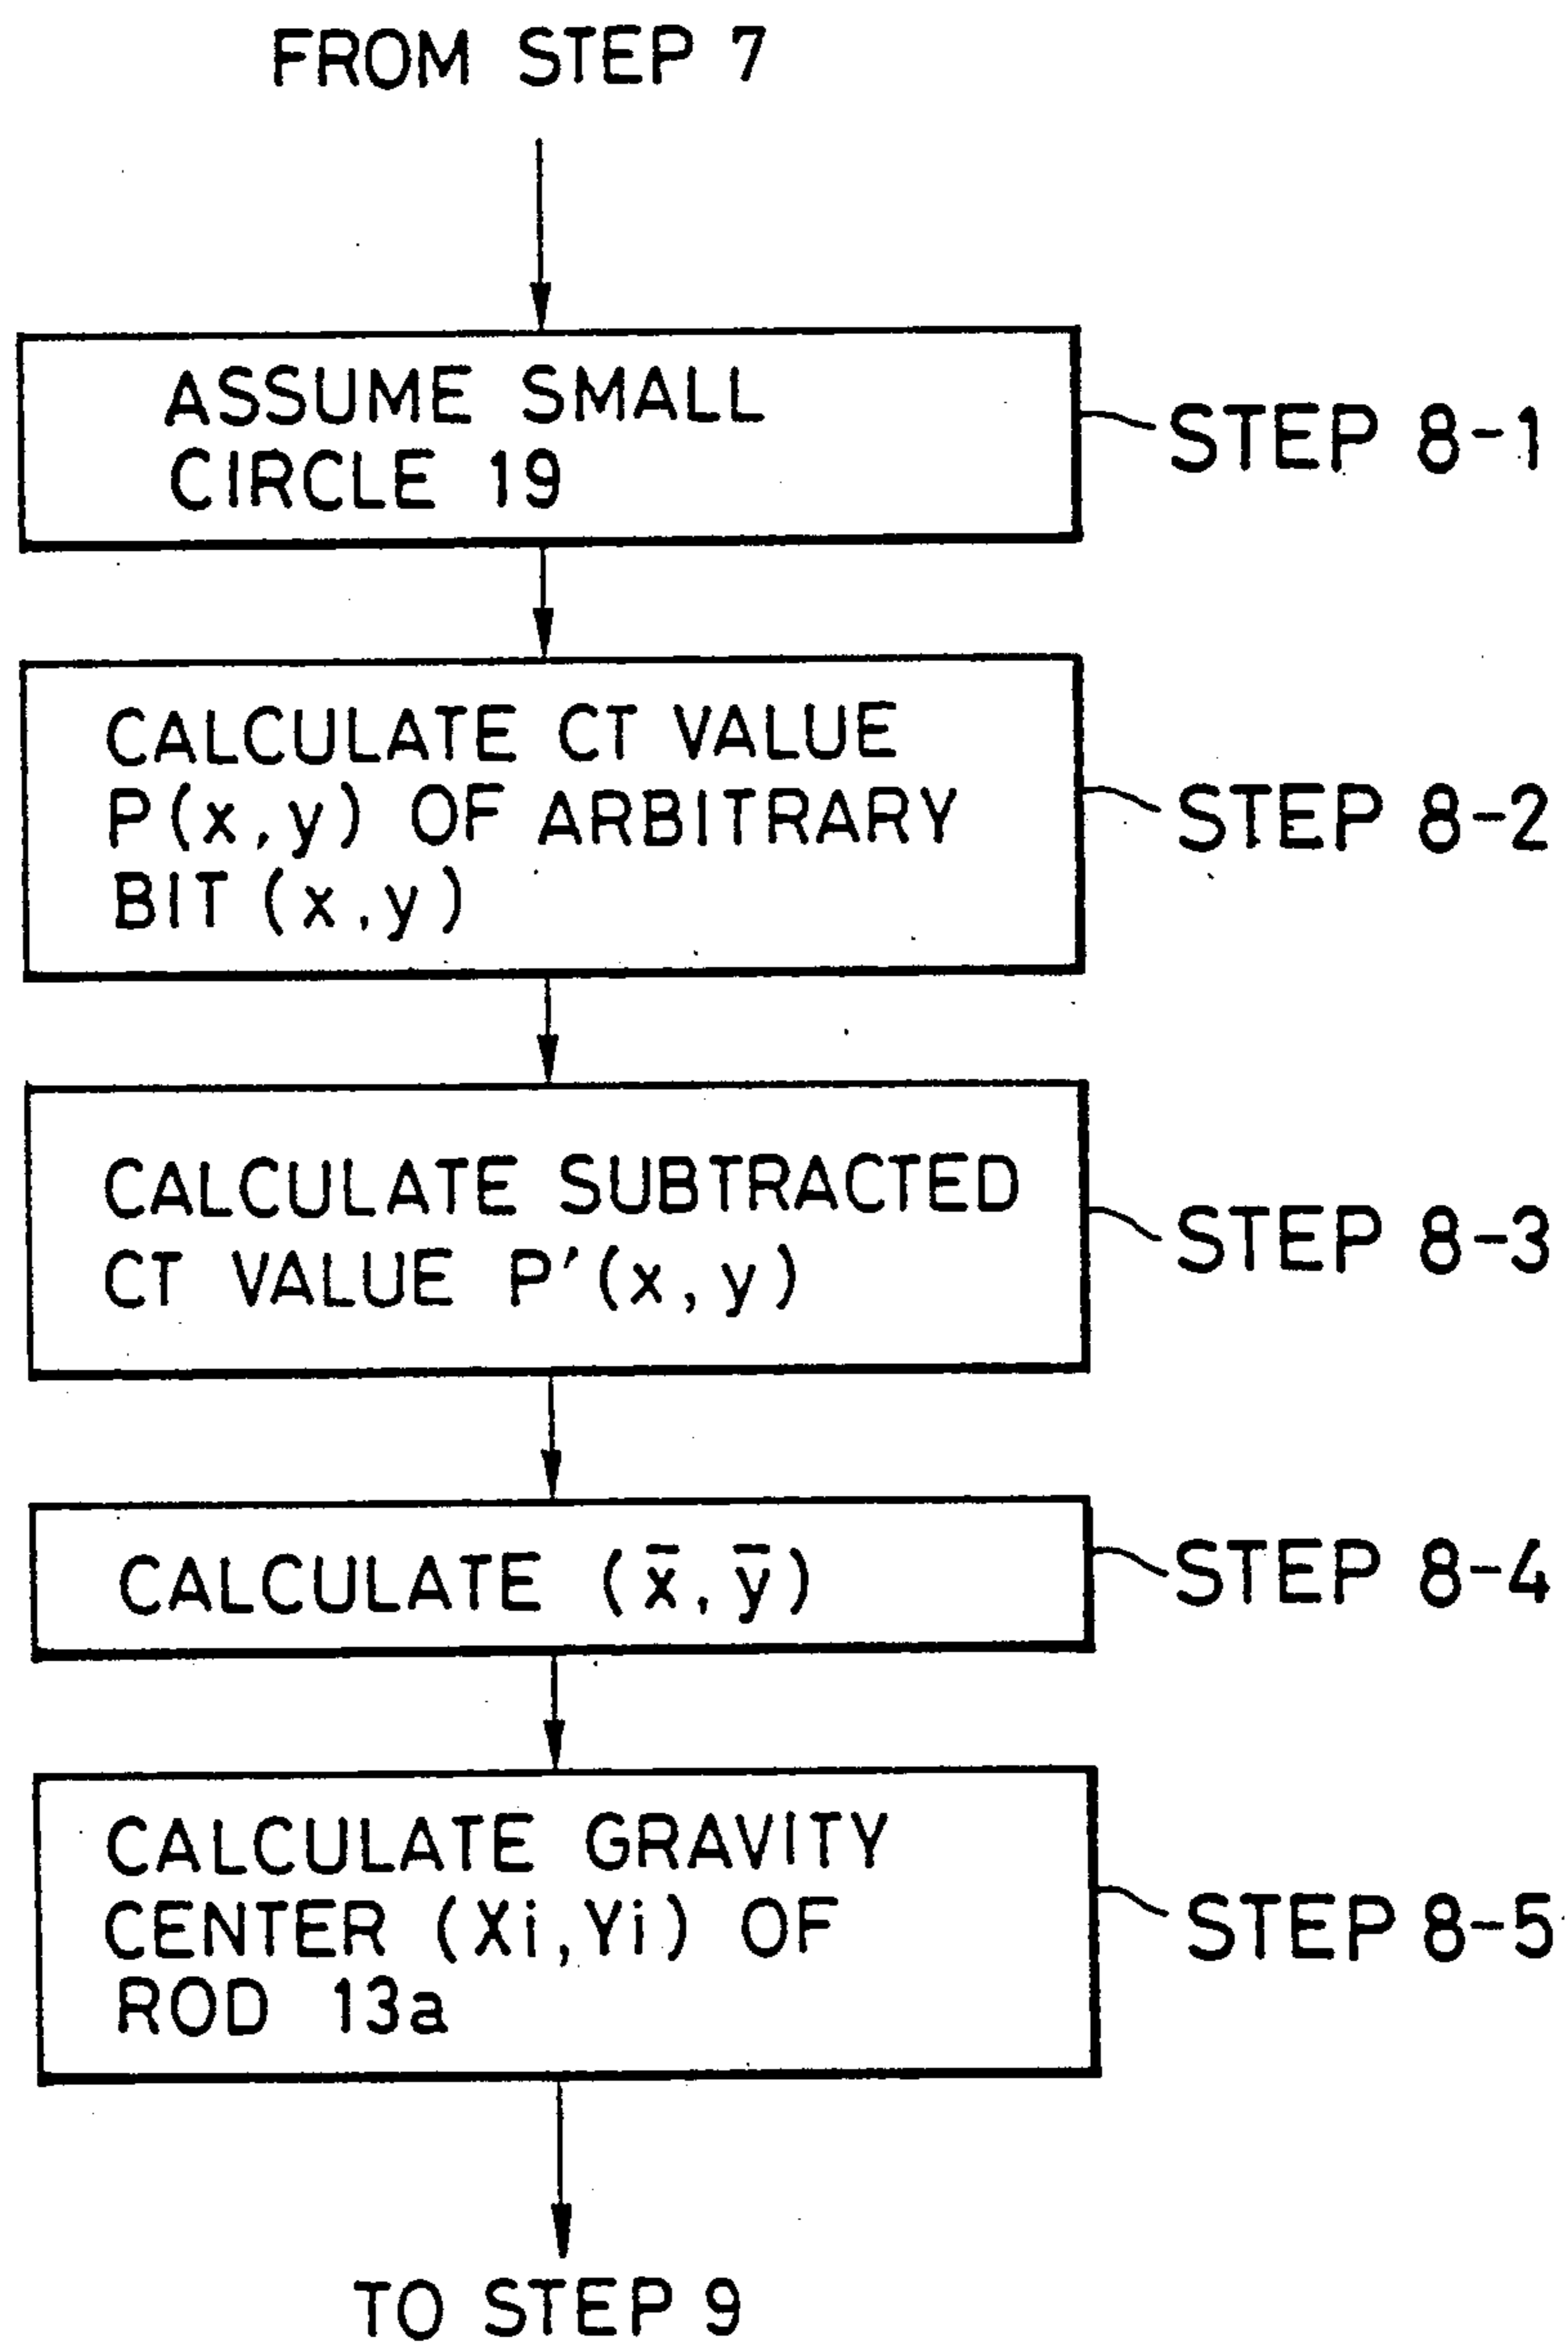 FROM STEP 7
ASSUME SMALL
CIRCLE 19
STEP 8-1
CALCULATE CT VALUE
P(x,y) OF ARBITRARY
BIT (x,y)
STEP 8-2
CALCULATE SUBTRACTED
CT VALUE P′(x,y)
STEP 8-3
CALCULATE (x̄,ȳ)
STEP 8-4
CALCULATE GRAVITY
CENTER (Xi,Yi) OF
ROD 13a
STEP 8-5
TO STEP 9